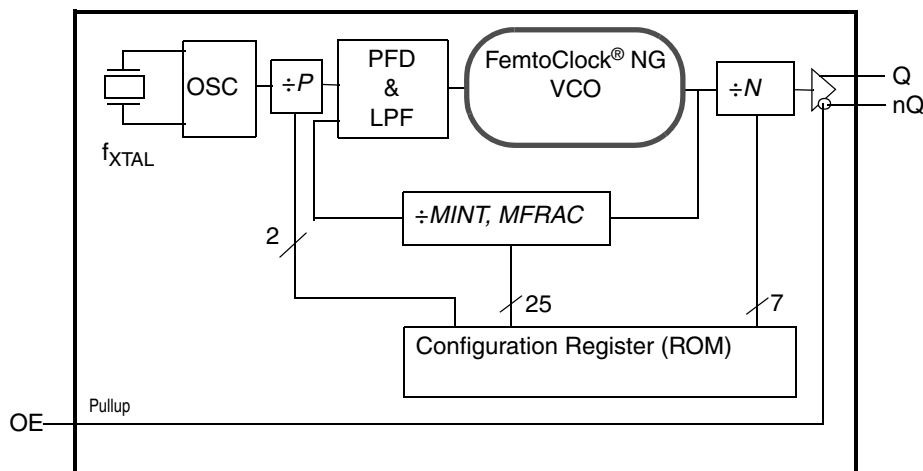 OSC
÷P
PFD
&
LPF
FemtoClock® NG
VCO
÷N
Q
nQ
fXTAL
÷MINT, MFRAC
2
25
7
Configuration Register (ROM)
Pullup
OE